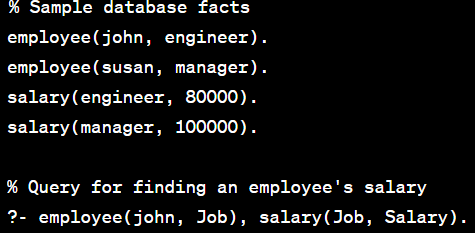 % Sample database facts
employee(john, engineer).
employee(susan, manager).
salary(engineer, 80000).
salary(manager, 100000).
% Query for finding an employee's salary
?- employee(john, Job), salary(Job, Salary).